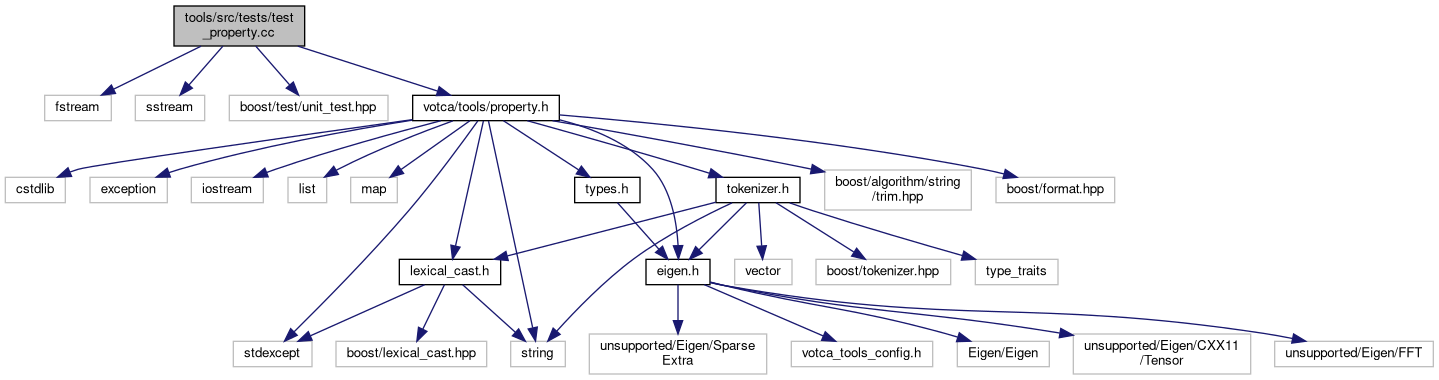 tools/src/tests/test
_property.cc
fstream
sstream
boost/test/unit_test.hpp
votca/tools/property.h
cstdlib
exception
iostream
list
map
types.h
tokenizer.h
boost/algorithm/string
/trim.hpp
boost/format.hpp
lexical_cast.h
eigen.h
vector
boost/tokenizer.hpp
type_traits
stdexcept
boost/lexical_cast.hpp
string
unsupported/Eigen/Sparse
Extra
votca_tools_config.h
Eigen/Eigen
unsupported/Eigen/CXX11
/Tensor
unsupported/Eigen/FFT